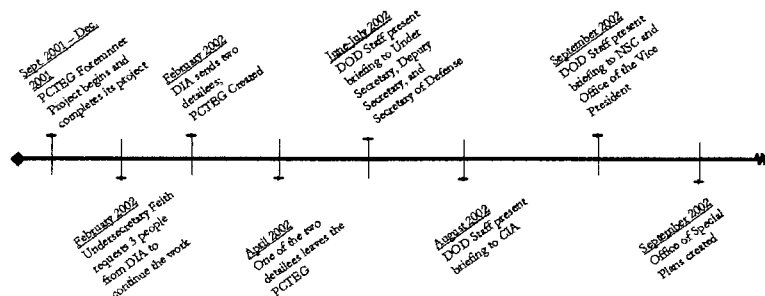 Sept. 2001 – Dec.
2001
PCTEG Forerunner
Project begins and
completes its project
February 2002
Undersecretary Feith
requests 3 people
from DIA to
continue the work
February 2002
DIA sends two
detailees;
PCTEG Created
April 2002
One of the two
detailees leaves the
PCTEG
June-July 2002
DOD Staff present
briefing to Under
Secretary, Deputy
Secretary, and
Secretary of Defense
August 2002
DOD Staff present
briefing to CIA
September 2002
DOD Staff present
briefing to NSC and
Office of the Vice
President
September 2002
Office of Special
Plans created